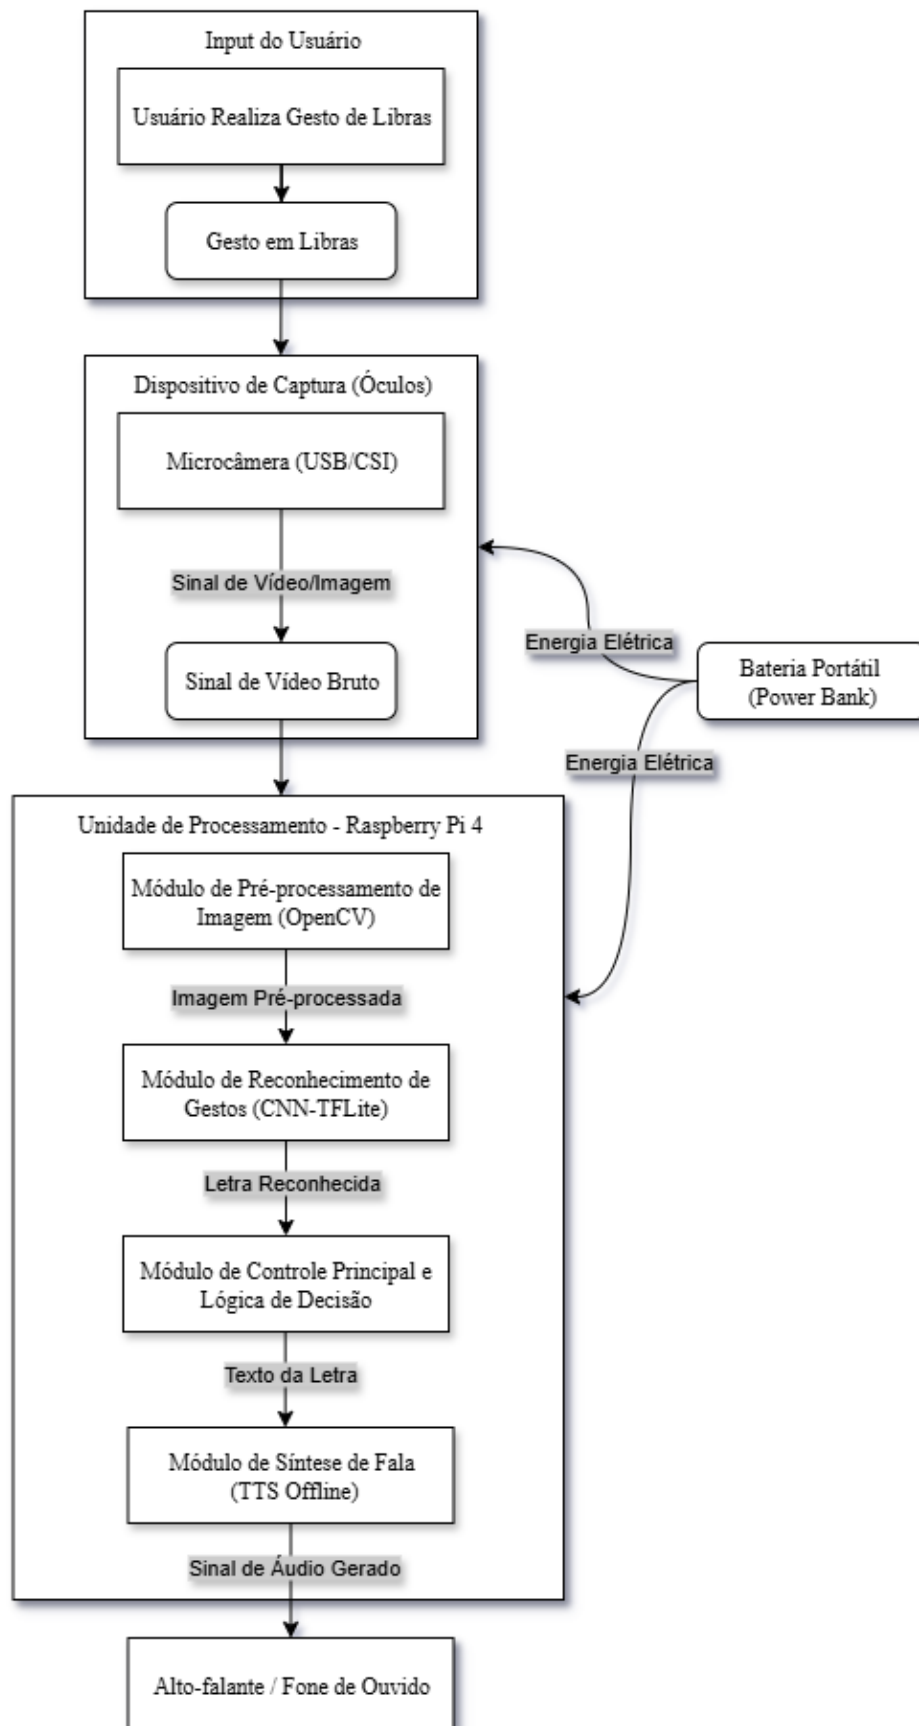 Input do Usuário
Usuário Realiza Gesto de Libras
Gesto em Libras
Dispositivo de Captura (Óculos)
Microcâmera (USB/CSI)
Sinal de Vídeo/Imagem
Sinal de Vídeo Bruto
Energia Elétrica
Bateria Portátil
(Power Bank)
Energia Elétrica
Unidade de Processamento - Raspberry Pi 4
Módulo de Pré-processamento de
Imagem (OpenCV)
Imagem Pré-processada
Módulo de Reconhecimento de
Gestos (CNN-TFLite)
Letra Reconhecida
Módulo de Controle Principal e
Lógica de Decisão
Texto da Letra
Módulo de Síntese de Fala
(TTS Offline)
Sinal de Áudio Gerado
Alto-falante / Fone de Ouvido